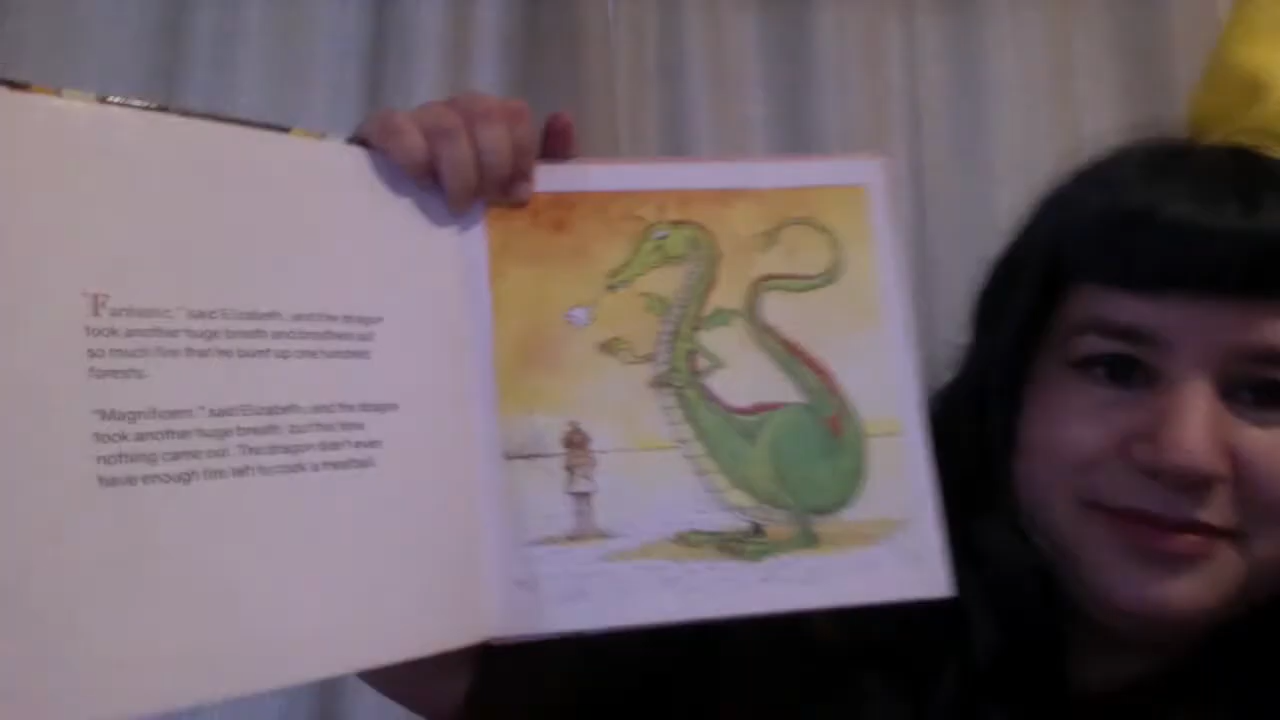 "Fantastic," said Elizabeth, and the dragon
took another huge breath and breathed out
so much fire that he burnt up one hundred
forests.
"Magnificent," said Elizabeth, and the dragon
took another huge breath, but this time
nothing came out. The dragon didn't even
have enough fire left to cook a meatball.